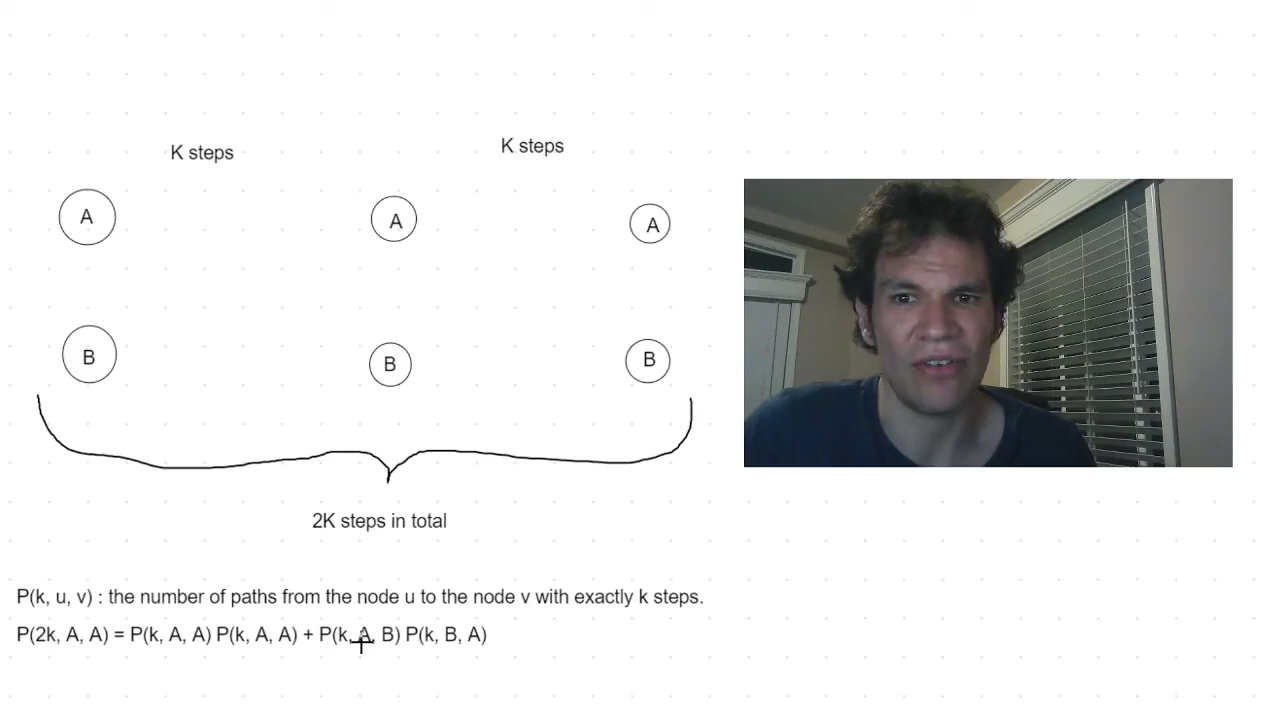 K steps
K steps
A
A
A
B
B
B
2K steps in total
P(k, u, v) : the number of paths from the node u to the node v with exactly k steps.
P(2k, A, A) = P(k, A, A) P(k, A, A) + P(k, A, B) P(k, B, A)